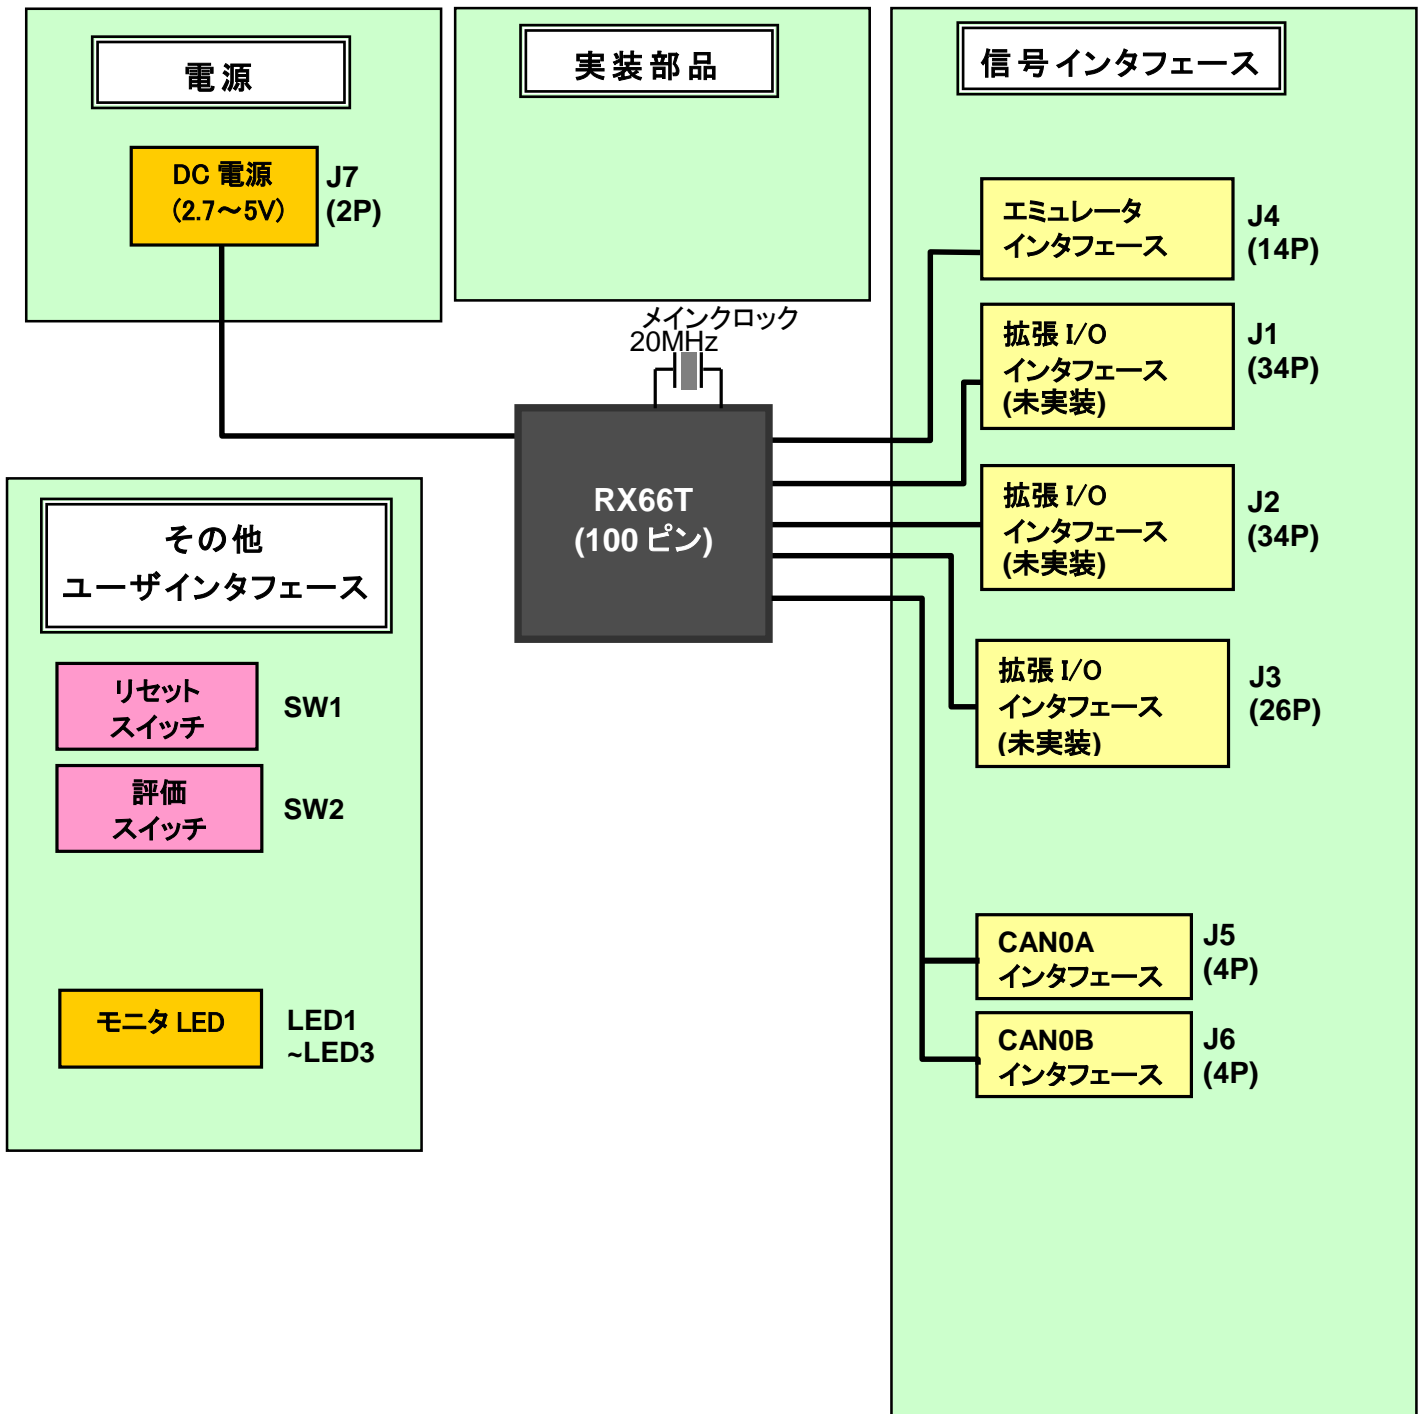 電源
DC 電源
(2.7～5V)
J7
(2P)
実装部品
信号インタフェース
エミュレータ
インタフェース
J4
(14P)
拡張 I/O
インタフェース
(未実装)
J1
(34P)
拡張 I/O
インタフェース
(未実装)
J2
(34P)
拡張 I/O
インタフェース
(未実装)
J3
(26P)
CAN0A
インタフェース
J5
(4P)
CAN0B
インタフェース
J6
(4P)
メインクロック
20MHz
RX66T
(100 ピン)
その他
ユーザインタフェース
リセット
スイッチ
SW1
評価
スイッチ
SW2
モニタ LED
LED1
~LED3